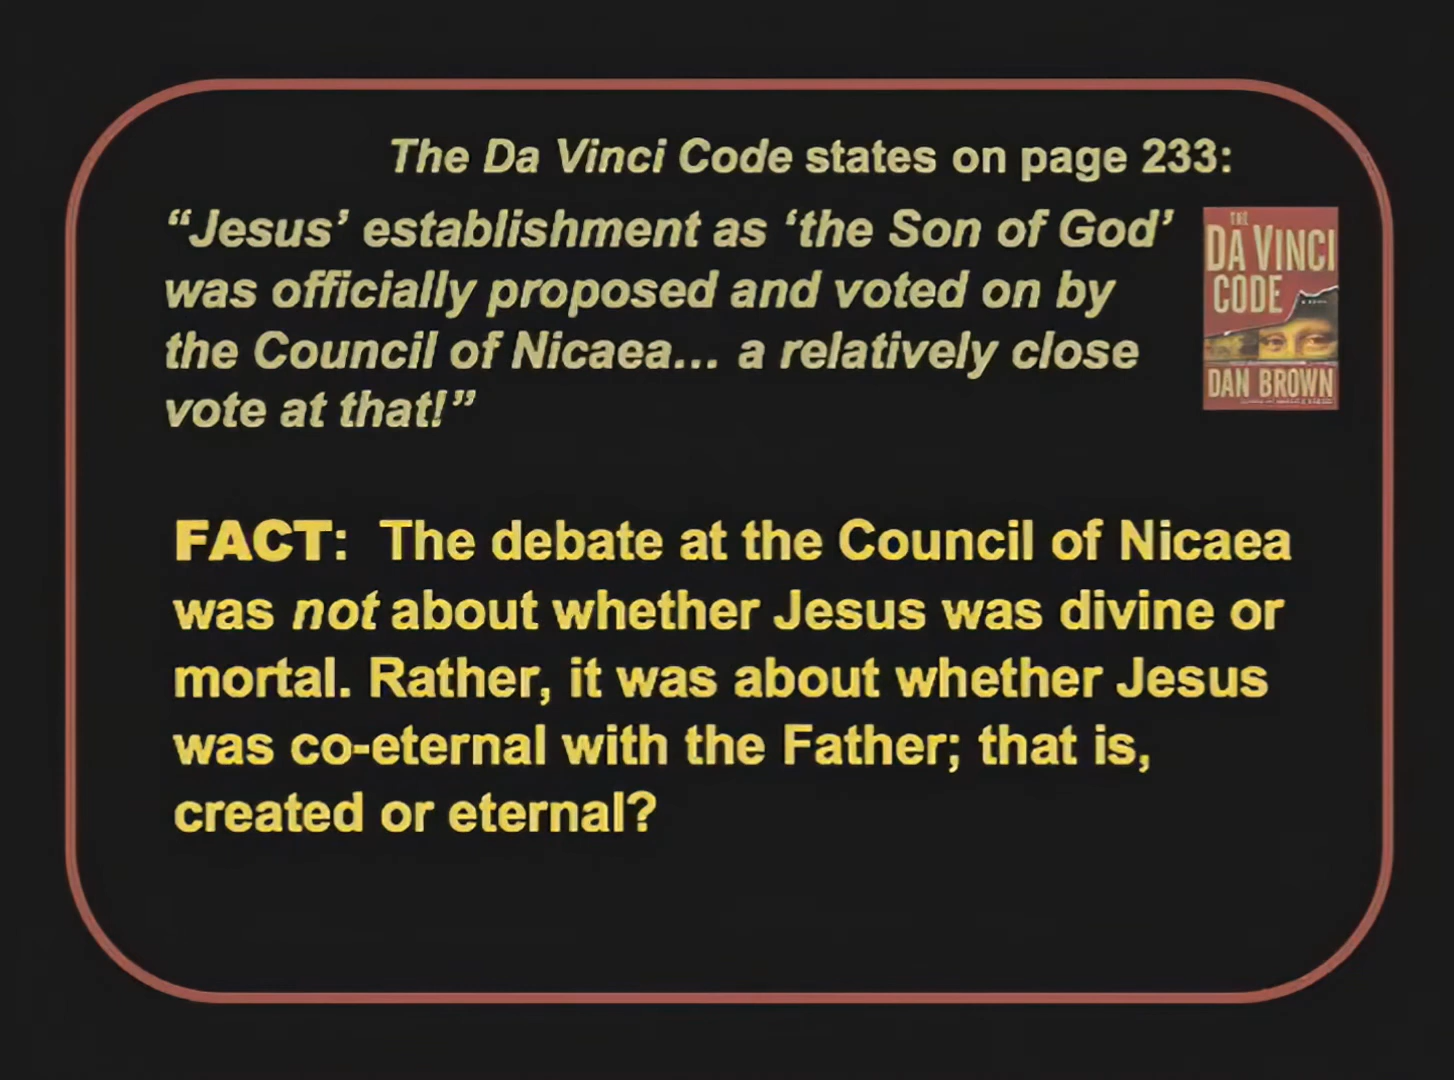 The Da Vinci Code states on page 233:
“Jesus’ establishment as ‘the Son of God’
was officially proposed and voted on by
the Council of Nicaea... a relatively close
vote at that!”
THE
DA VINCI
CODE
DAN BROWN
FACT: The debate at the Council of Nicaea
was not about whether Jesus was divine or
mortal. Rather, it was about whether Jesus
was co-eternal with the Father; that is,
created or eternal?